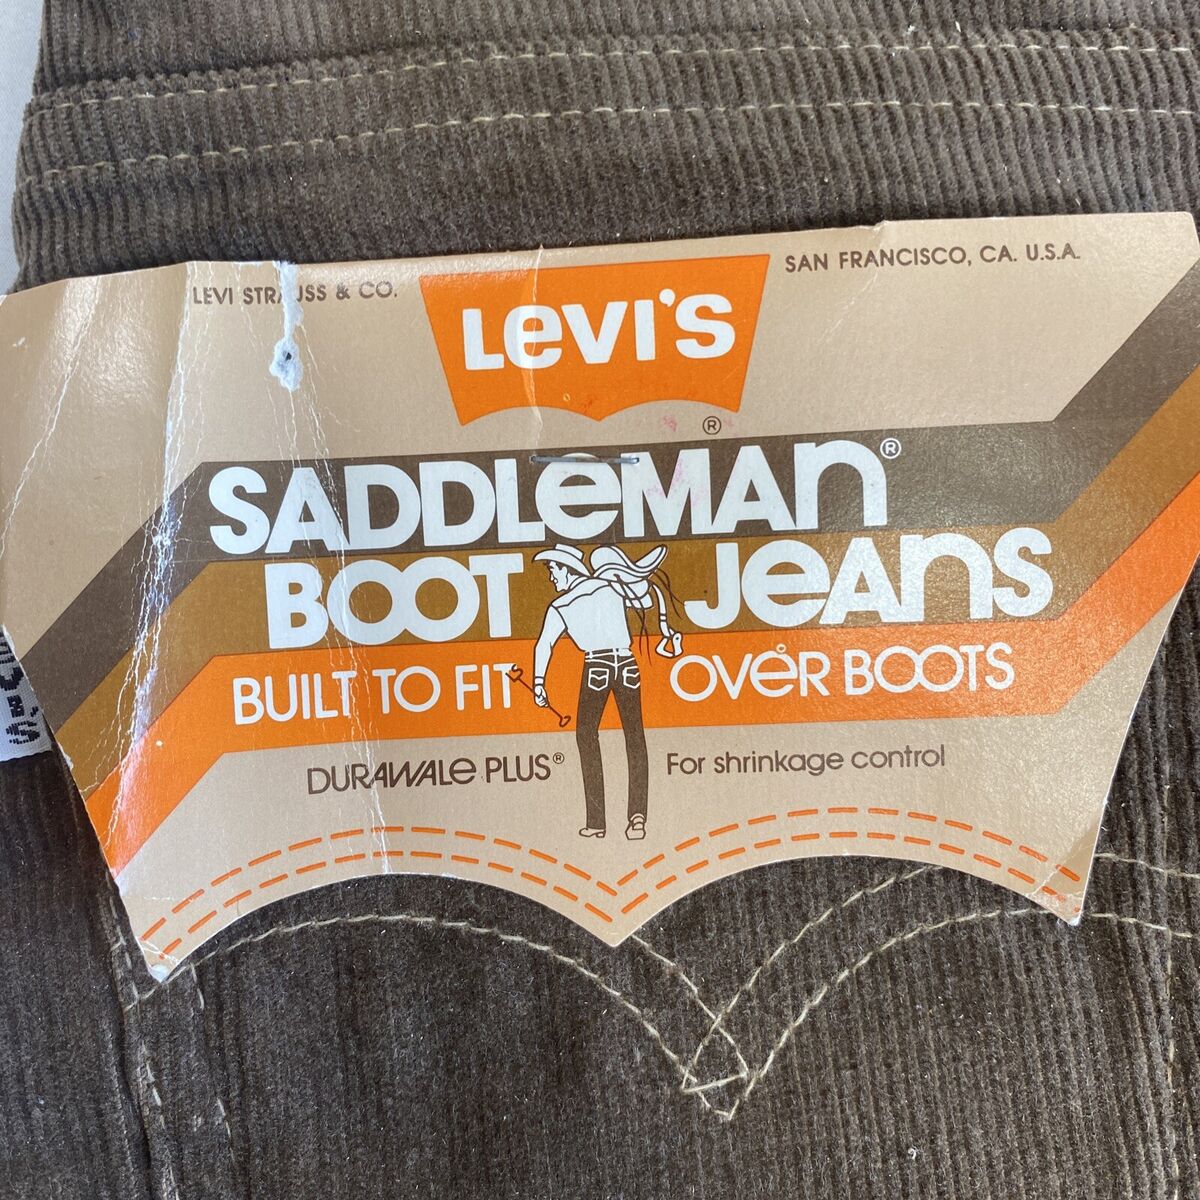 LEVI STRAUSS & CO.
SAN FRANCISCO, CA. U.S.A.
LEVI'S
®
SADDLEMAN®
BOOT JEANS
BUILT TO FIT OVER BOOTS
DURAWALE PLUS® For shrinkage control